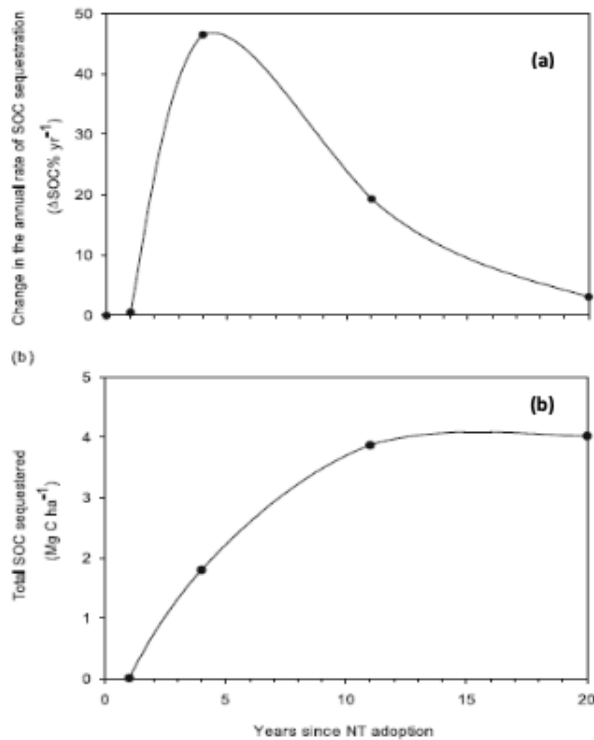 Change in the annual rate of SOC sequestration
(ΔSOC% yr⁻¹)
50
40
30
20
10
0
(a)
(b)
Total SOC sequestered
(Mg C ha⁻¹)
5
4
3
2
1
0
(b)
0 5 10 15 20
Years since NT adoption